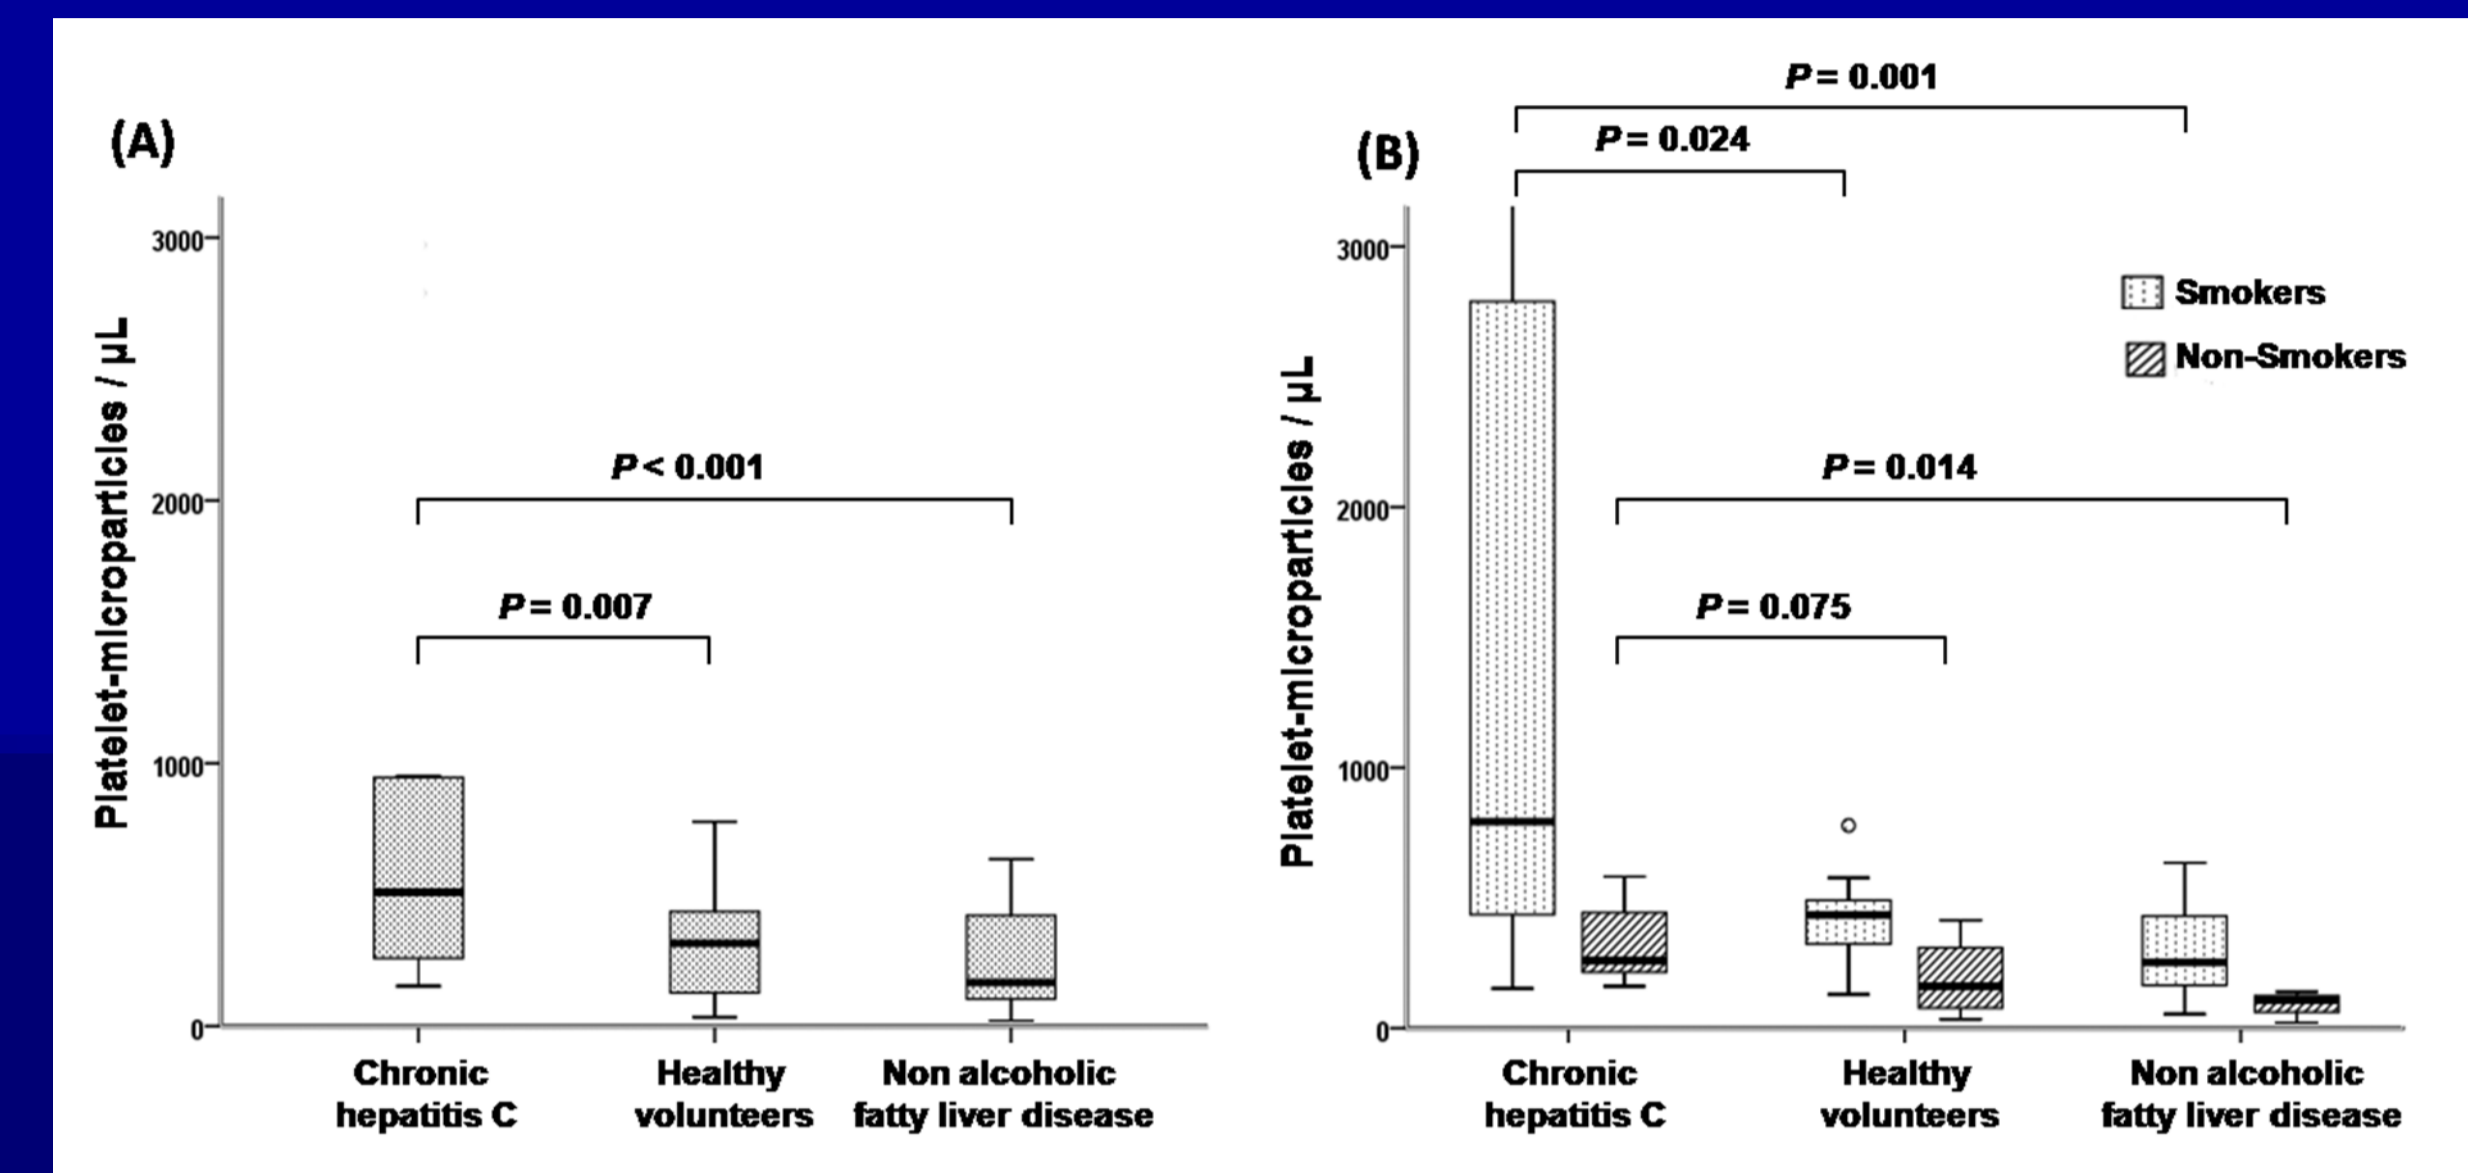 (A)
Platelet-microparticles / µL
3000
2000
1000
0
P < 0.001
P = 0.007
Chronic
hepatitis C
Healthy
volunteers
Non alcoholic
fatty liver disease
(B)
Platelet-microparticles / µL
3000
2000
1000
0
P = 0.001
P = 0.024
Smokers
Non-Smokers
P = 0.014
P = 0.075
Chronic
hepatitis C
Healthy
volunteers
Non alcoholic
fatty liver disease